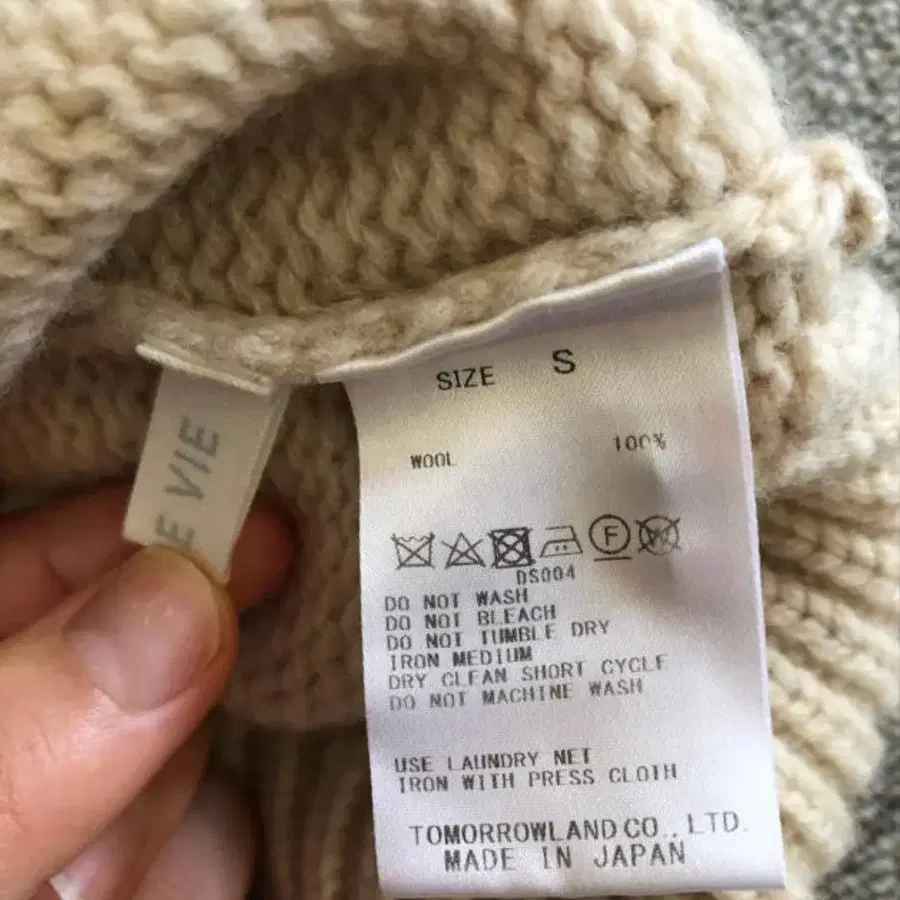 E VIE
SIZE S
WOOL 100%
F W
DS004
DO NOT WASH
DO NOT BLEACH
DO NOT TUMBLE DRY
IRON MEDIUM
DRY CLEAN SHORT CYCLE
DO NOT MACHINE WASH
USE LAUNDRY NET
IRON WITH PRESS CLOTH
TOMORROWLAND CO., LTD.
MADE IN JAPAN